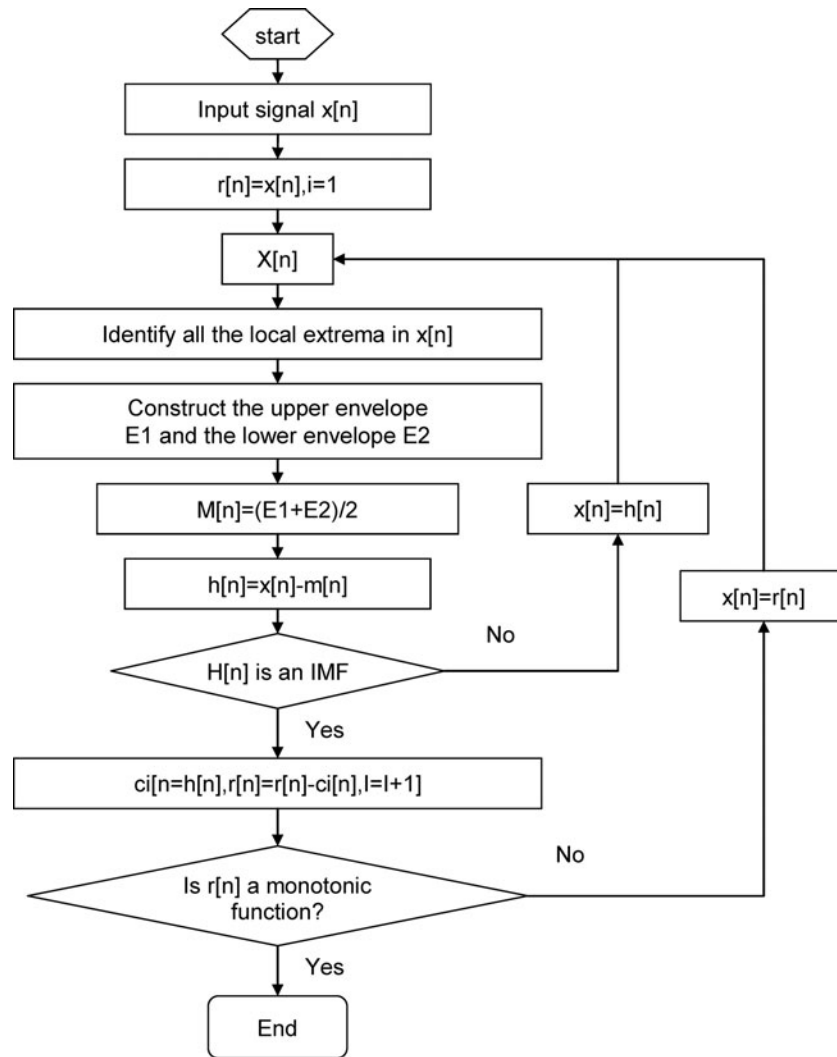 start
Input signal x[n]
r[n]=x[n],i=1
X[n]
Identify all the local extrema in x[n]
Construct the upper envelope
E1 and the lower envelope E2
M[n]=(E1+E2)/2
x[n]=h[n]
h[n]=x[n]-m[n]
x[n]=r[n]
No
H[n] is an IMF
Yes
ci[n=h[n],r[n]=r[n]-ci[n],I=I+1]
No
Is r[n] a monotonic
function?
Yes
End